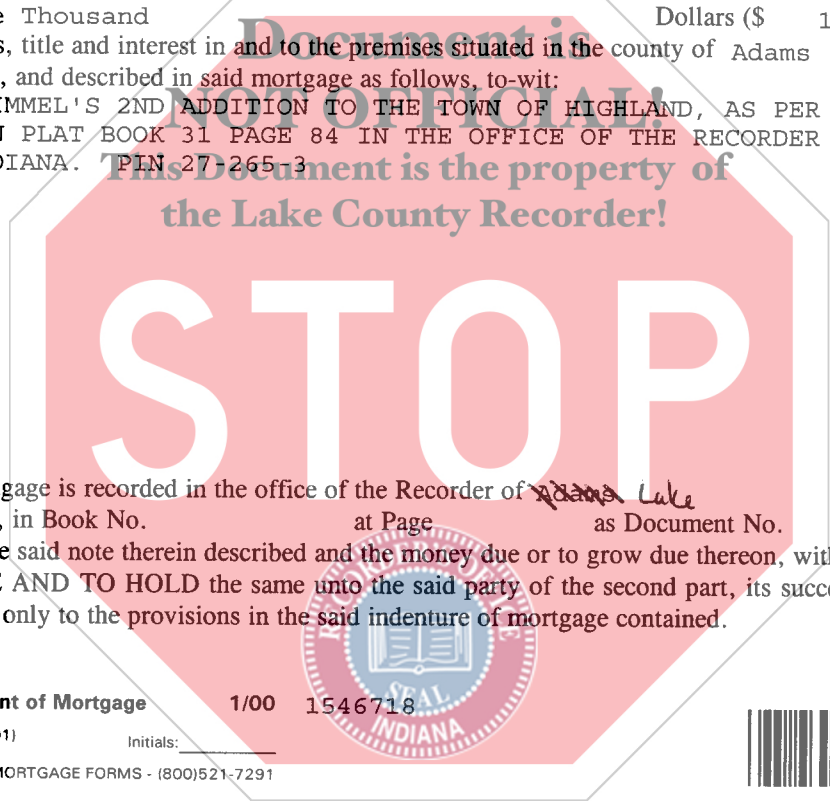 e Thousand Dollars ($ 1
s, title and interest in and to the premises situated in the county of Adams
, and described in said mortgage as follows, to-wit:
IMMEL'S 2ND ADDITION TO THE TOWN OF HIGHLAND, AS PER
N PLAT BOOK 31 PAGE 84 IN THE OFFICE OF THE RECORDER
DIANA. PIN 27-265-3
Document is
NOT OFFICIAL!
This Document is the property of
the Lake County Recorder!
STOP
gage is recorded in the office of the Recorder of Adams Lake
, in Book No. at Page as Document No.
e said note therein described and the money due or to grow due thereon, with
E AND TO HOLD the same unto the said party of the second part, its succe
only to the provisions in the said indenture of mortgage contained.
RECORDER'S OFFICE
SEAL
INDIANA
nt of Mortgage 1/00 1546718
01) Initials:
MORTGAGE FORMS - (800)521-7291